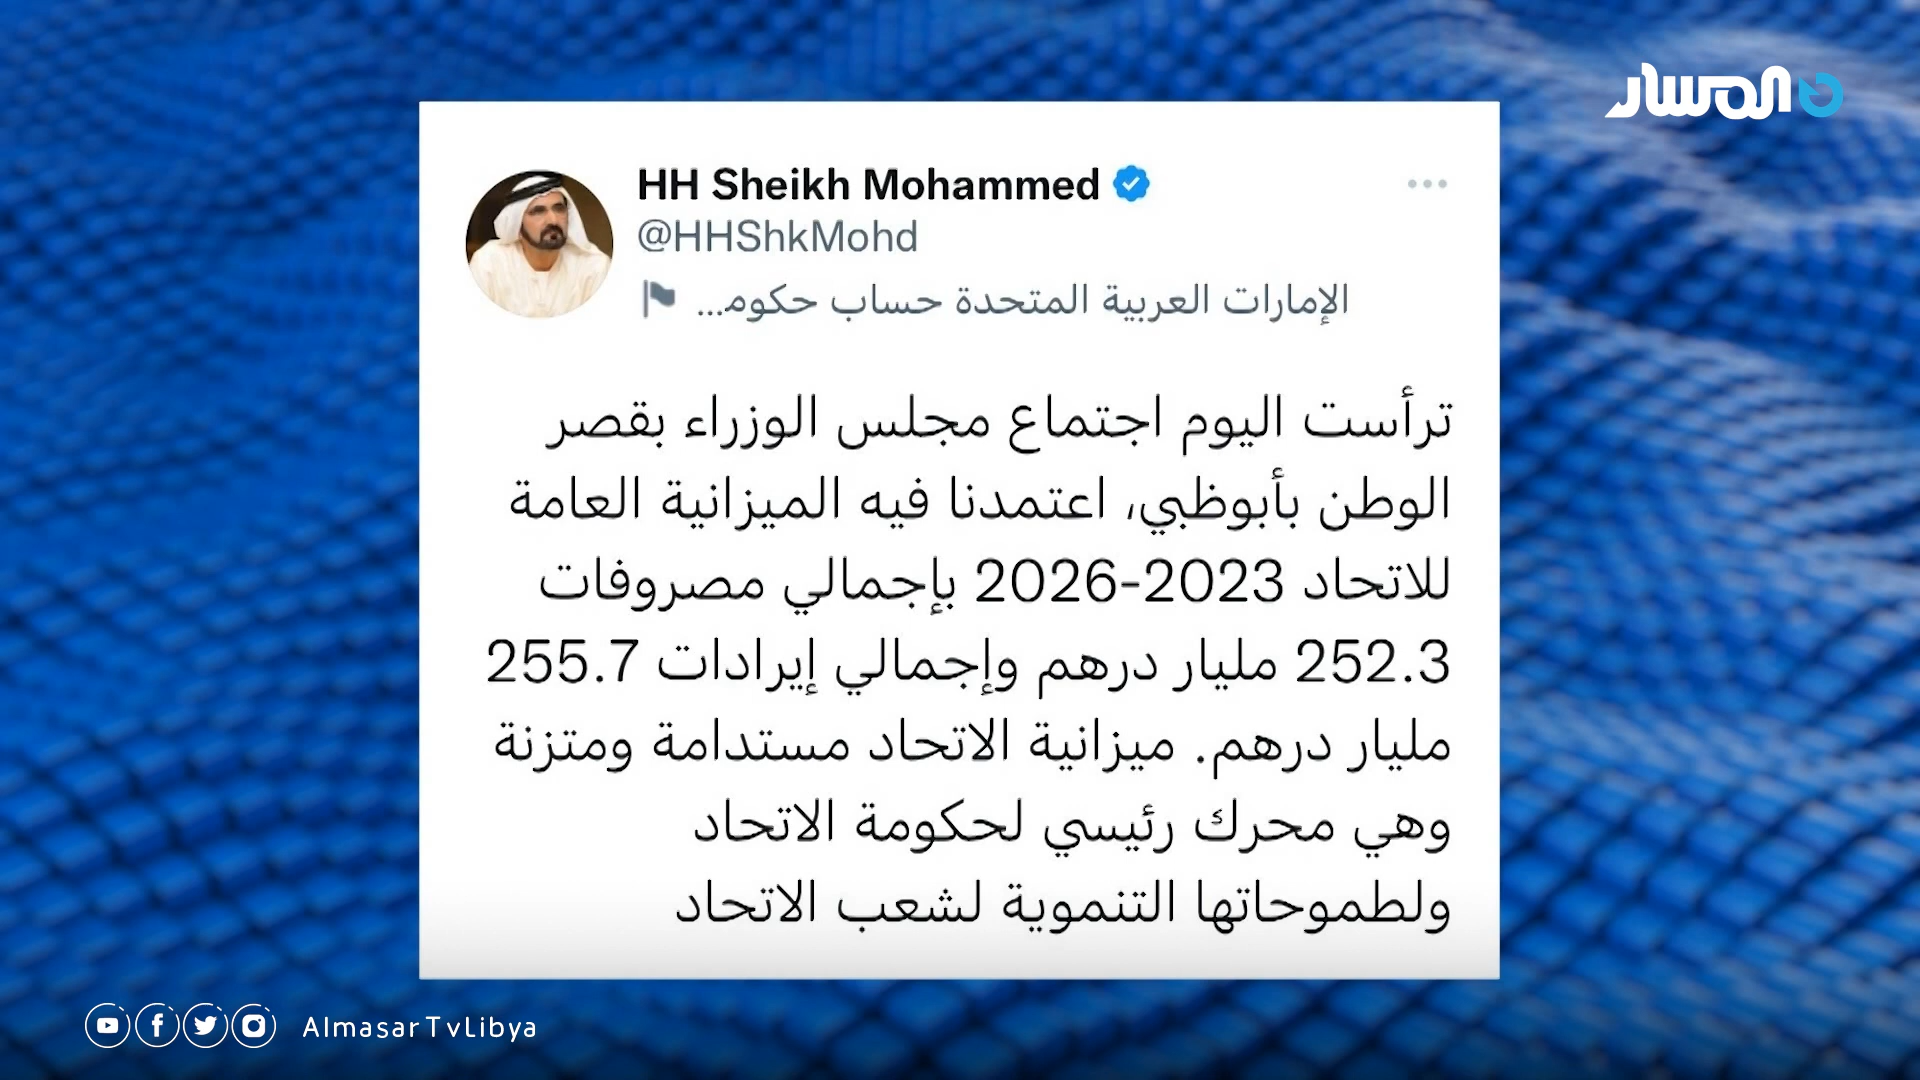 المسار
HH Sheikh Mohammed
@HHShkMohd
الإمارات العربية المتحدة حساب حكومـ...
ترأست اليوم اجتماع مجلس الوزراء بقصر
الوطن بأبوظبي، اعتمدنا فيه الميزانية العامة
للاتحاد 2023-2026 بإجمالي مصروفات
252.3 مليار درهم وإجمالي إيرادات 255.7
مليار درهم. ميزانية الاتحاد مستدامة ومتزنة
وهي محرك رئيسي لحكومة الاتحاد
ولطموحاتها التنموية لشعب الاتحاد
AlmasarTvLibya